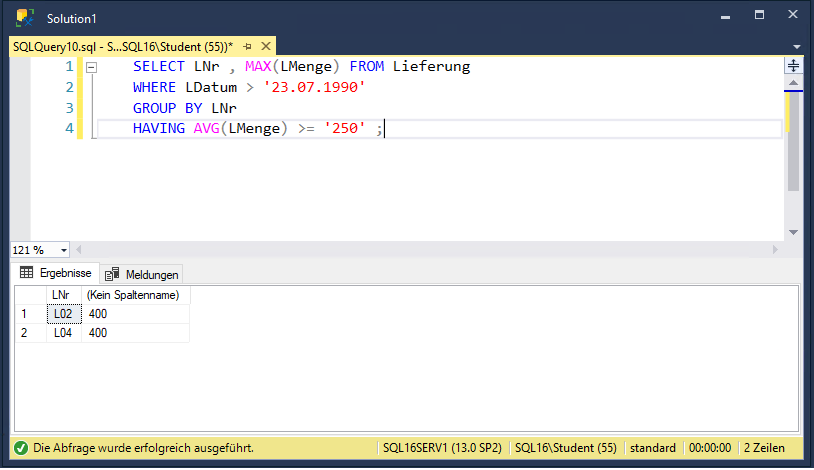 Solution1
SQLQuery10.sql - S...SQL16\Student (55))*
1 SELECT LNr , MAX(LMenge) FROM Lieferung
2 WHERE LDatum > '23.07.1990'
3 GROUP BY LNr
4 HAVING AVG(LMenge) >= '250' ;
121 %
Ergebnisse Meldungen
LNr (Kein Spaltenname)
1 L02 400
2 L04 400
Die Abfrage wurde erfolgreich ausgeführt. SQL16SERV1 (13.0 SP2) SQL16\Student (55) standard 00:00:00 2 Zeilen